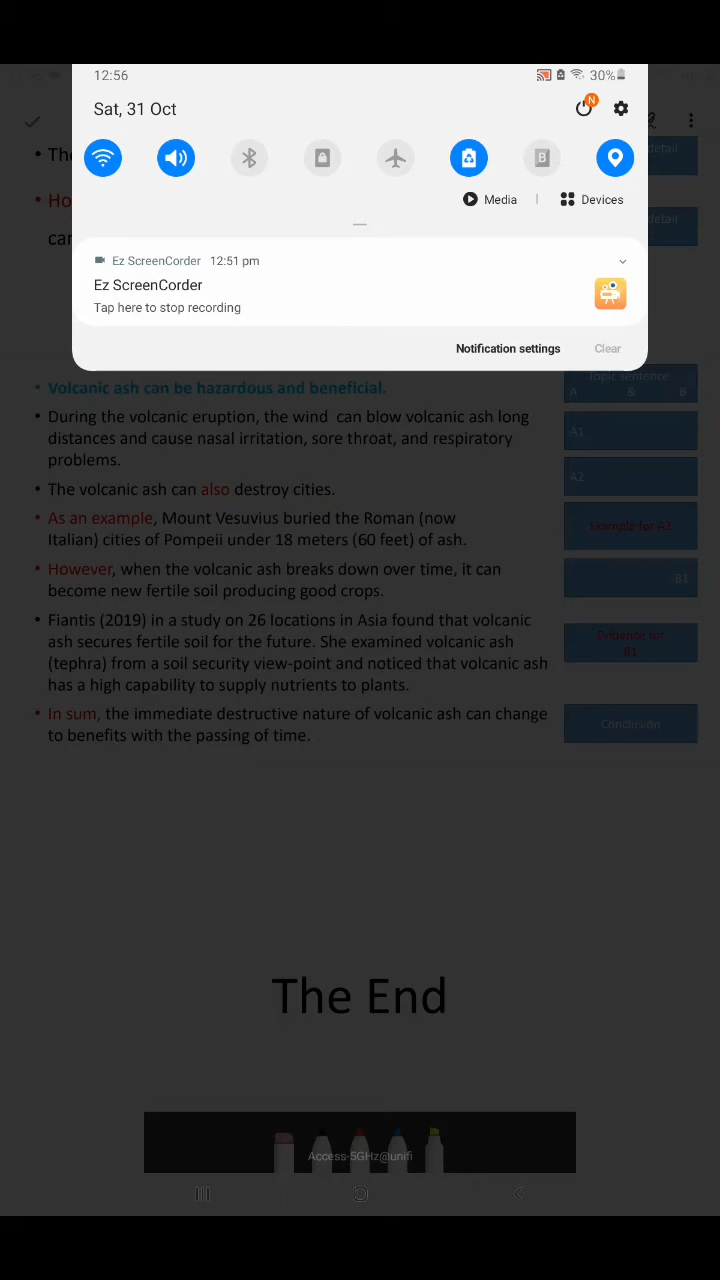 12:56
30%
Sat, 31 Oct
N
B
Media
Devices
Ez ScreenCorder 12:51 pm
Ez ScreenCorder
Tap here to stop recording
Notification settings
Clear
• The
detail
• Ho
detail
can
• Volcanic ash can be hazardous and beneficial.
Topic sentence
A & B
• During the volcanic eruption, the wind can blow volcanic ash long
distances and cause nasal irritation, sore throat, and respiratory
problems.
A1
• The volcanic ash can also destroy cities.
A2
• As an example, Mount Vesuvius buried the Roman (now
Italian) cities of Pompeii under 18 meters (60 feet) of ash.
Example for A2
• However, when the volcanic ash breaks down over time, it can
become new fertile soil producing good crops.
B1
• Fiantis (2019) in a study on 26 locations in Asia found that volcanic
ash secures fertile soil for the future. She examined volcanic ash
(tephra) from a soil security view-point and noticed that volcanic ash
has a high capability to supply nutrients to plants.
Evidence for
B1
• In sum, the immediate destructive nature of volcanic ash can change
to benefits with the passing of time.
Conclusion
The End
Access-5GHz@unifi